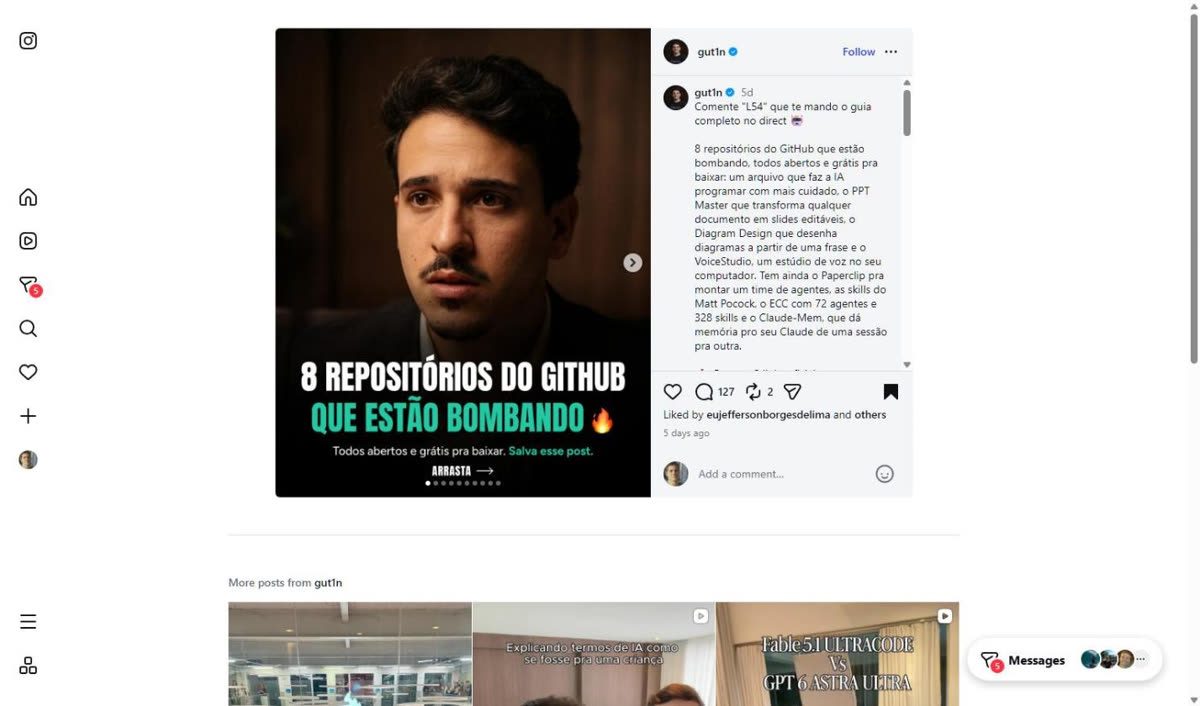 8 REPOSITÓRIOS DO GITHUB
QUE ESTÃO BOMBANDO🔥
Todos abertos e grátis pra baixar. Salva esse post.
ARRASTA →
gut1n
Follow
gut1n 5d
Comente "L54" que te mando o guia
completo no direct
8 repositórios do GitHub que estão
bombando, todos abertos e grátis pra
baixar: um arquivo que faz a IA
programar com mais cuidado, o PPT
Master que transforma qualquer
documento em slides editáveis, o
Diagram Design que desenha
diagramas a partir de uma frase e o
VoiceStudio, um estúdio de voz no seu
computador. Tem ainda o Paperclip pra
montar um time de agentes, as skills do
Matt Pocock, o ECC com 72 agentes e
328 skills e o Claude-Mem, que dá
memória pro seu Claude de uma sessão
pra outra.
127 2
Liked by eujeffersonborgesdelima and others
5 days ago
Add a comment...
5
More posts from gut1n
Explicando termos de IA como
se fosse pra uma criança
Fable 5.1 ULTRACODE
Vs
GPT 6 ASTRA ULTRA
5
Messages